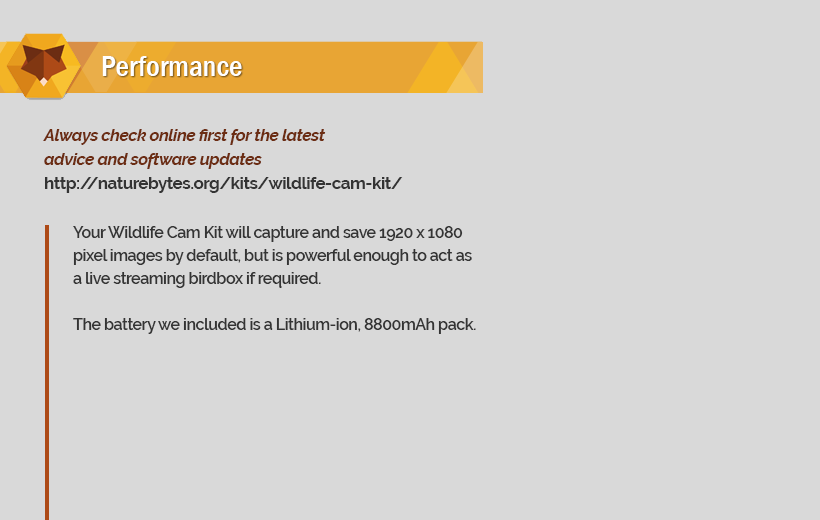 Performance
Always check online first for the latest
advice and software updates
http://naturebytes.org/kits/wildlife-cam-kit/
Your Wildlife Cam Kit will capture and save 1920 x 1080
pixel images by default, but is powerful enough to act as
a live streaming birdbox if required.
The battery we included is a Lithium-ion, 8800mAh pack.